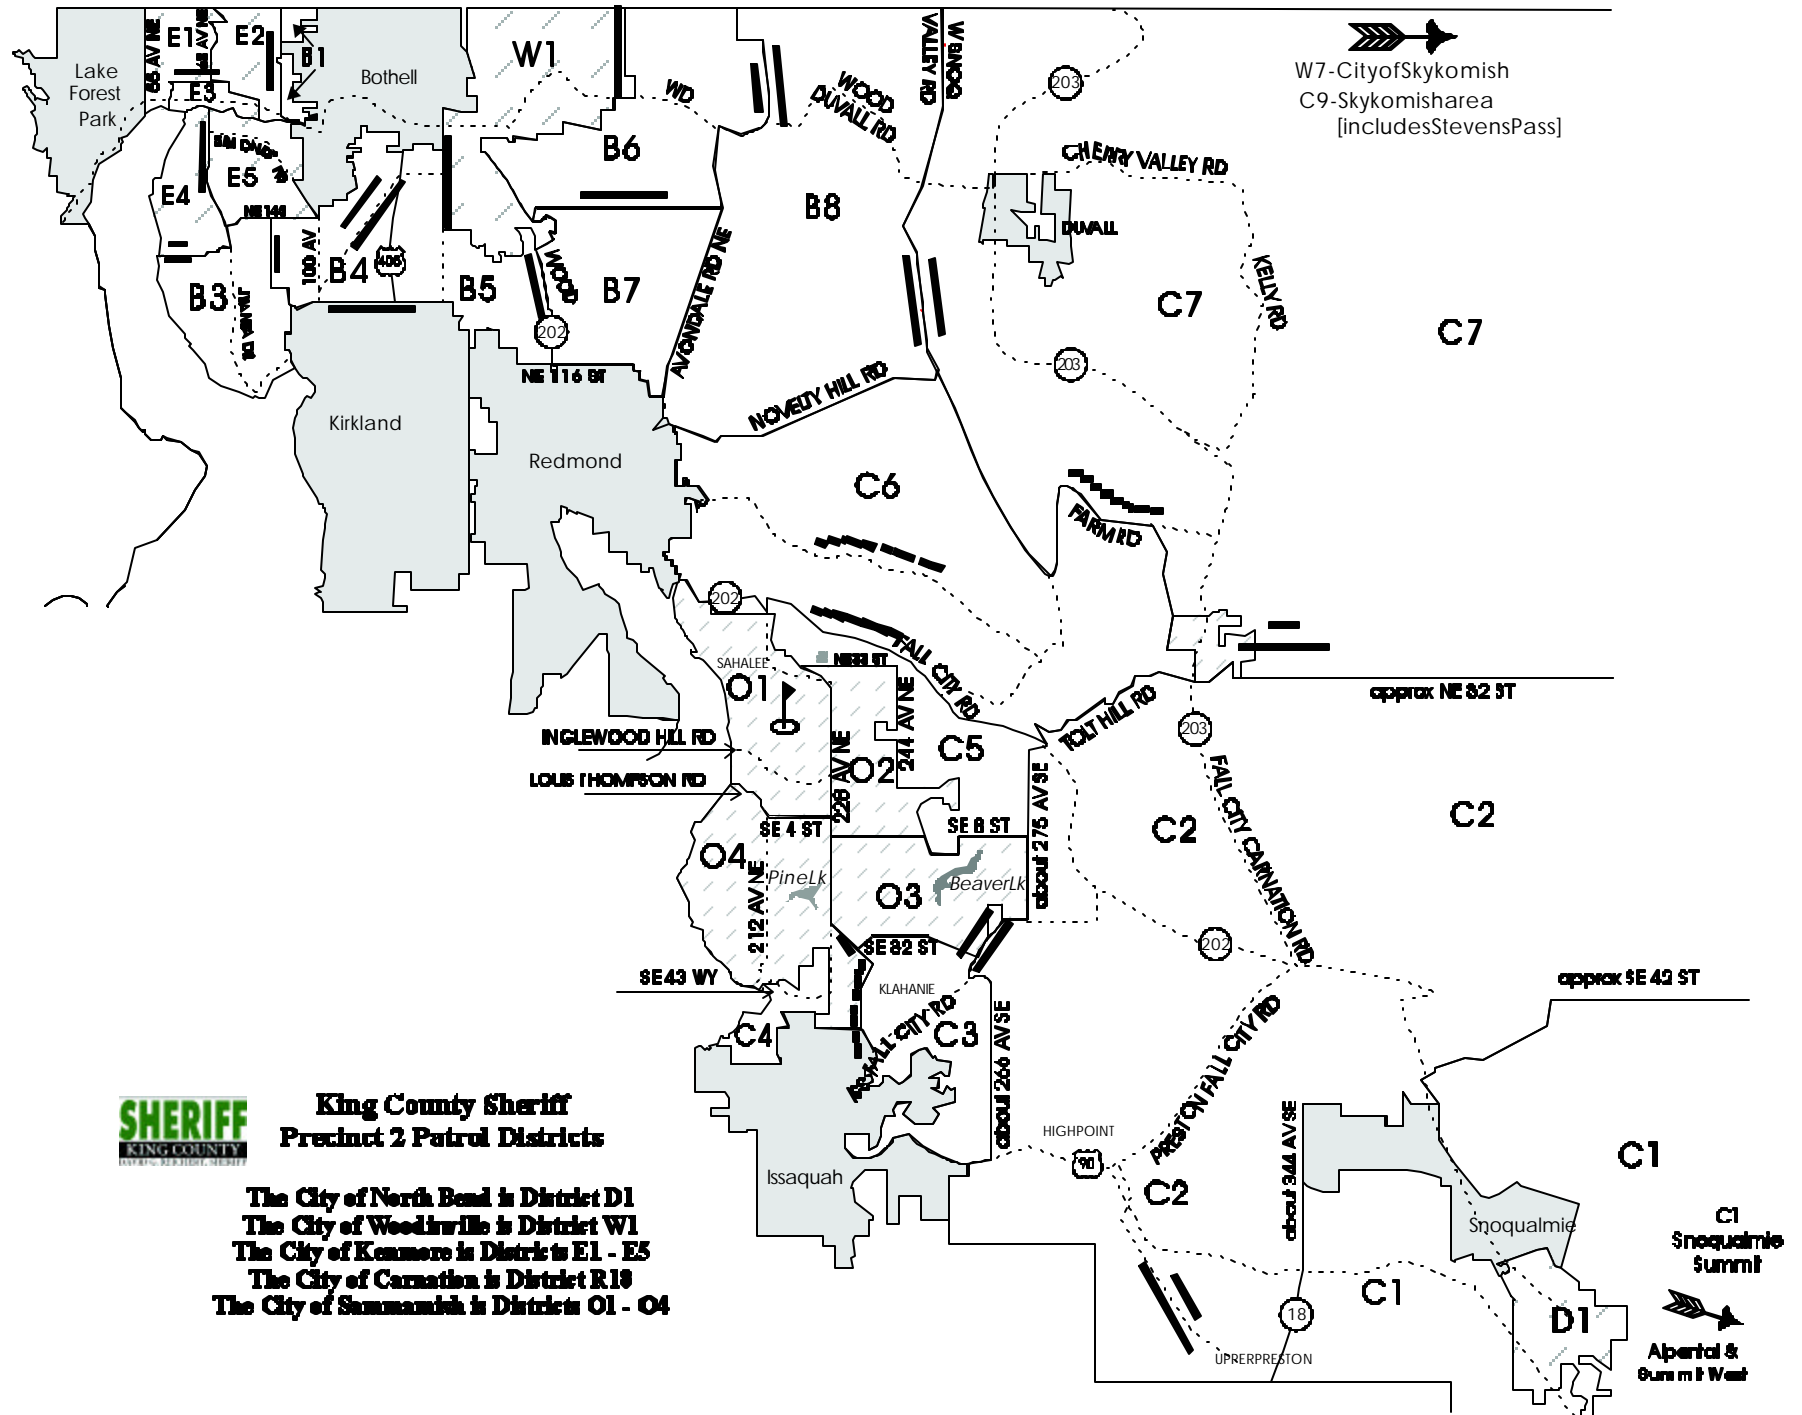 65 AV NE
E1
E2
B1
W1
Lake
Forest
Park
Bothell
E3
WD
WOOD
DUVALL RD
W SNOQ
VALLEY RD
203
W7-CityofSkykomish
C9-Skykomisharea
[includesStevensPass]
E4
E5
NE 145
B6
B8
CHERRY VALLEY RD
DUVALL
B3
100 AV
B4
405
B5
WOOD
B7
AVONDALE RD NE
202
NE 116 ST
C7
KELLY RD
C7
203
NOVELTY HILL RD
Kirkland
Redmond
C6
FARM RD
202
FALL CITY RD
SAHALEE
O1
244 AV NE
approx NE 32 ST
TOLT HILL RD
203
INGLEWOOD HILL RD
228 AV NE
O2
C5
LOUIS THOMPSON RD
about 275 AV SE
FALL CITY CARNATION RD
C2
C2
SE 4 ST
SE 8 ST
O4
212 AV NE
PineLk
O3
BeaverLk
SE 32 ST
202
SE 43 WY
KLAHANIE
approx SE 42 ST
C4
FALL CITY RD
C3
about 266 AV SE
PRESTON FALL CITY RD
SHERIFF
KING COUNTY
King County Sheriff
Precinct 2 Patrol Districts
HIGHPOINT
90
C2
about 344 AV SE
C1
Issaquah
Snoqualmie
The City of North Bend is District D1
The City of Woodinville is District W1
The City of Kenmore is Districts E1 - E5
The City of Carnation is District R18
The City of Sammamish is Districts O1 - O4
C1
Snoqualmie
Summit
C1
18
D1
UPPERPRESTON
Alpental &
Summit West